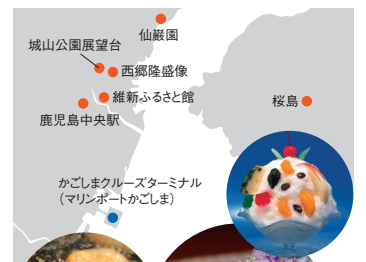 仙巌園
城山公園展望台
西郷隆盛像
維新ふるさと館
桜島
鹿児島中央駅
かごしまクルーズターミナル
（マリンポートかごしま）